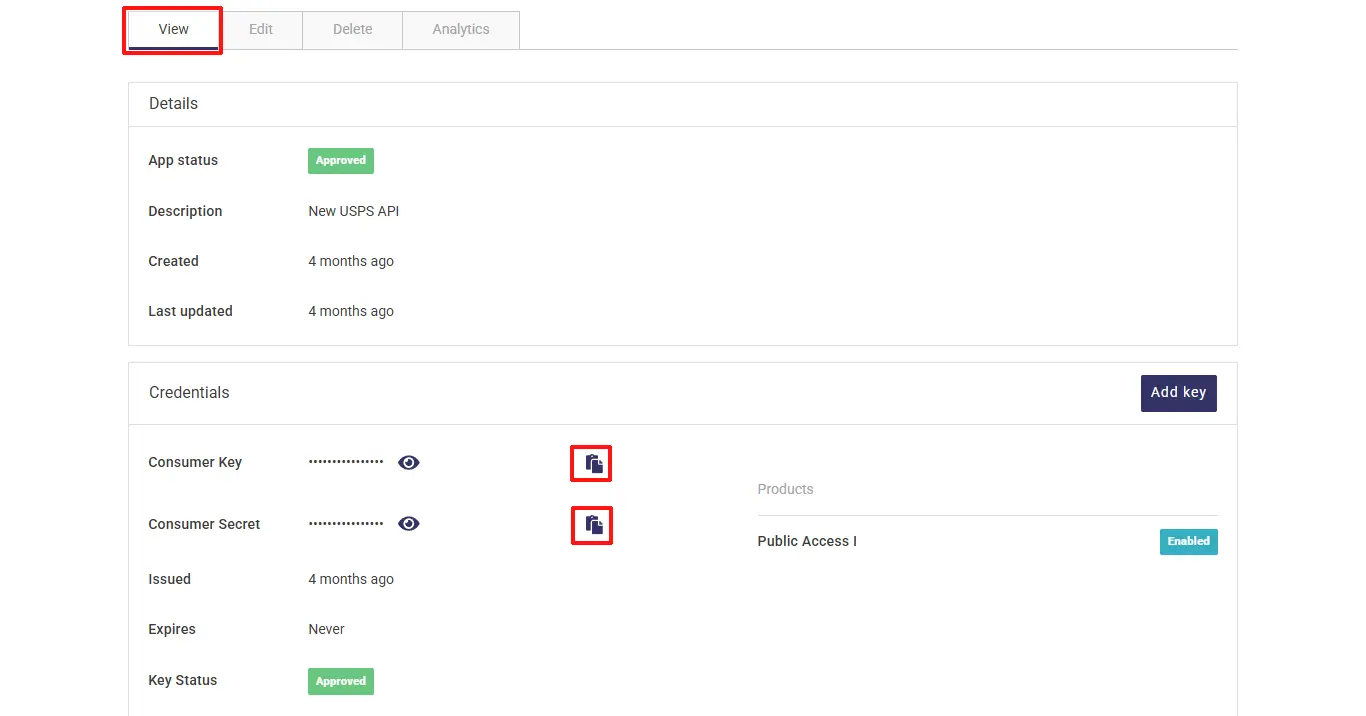 View Edit Delete Analytics
Details
App status Approved
Description New USPS API
Created 4 months ago
Last updated 4 months ago
Credentials Add key
Consumer Key ···············
Products
Consumer Secret ···············
Public Access I Enabled
Issued 4 months ago
Expires Never
Key Status Approved